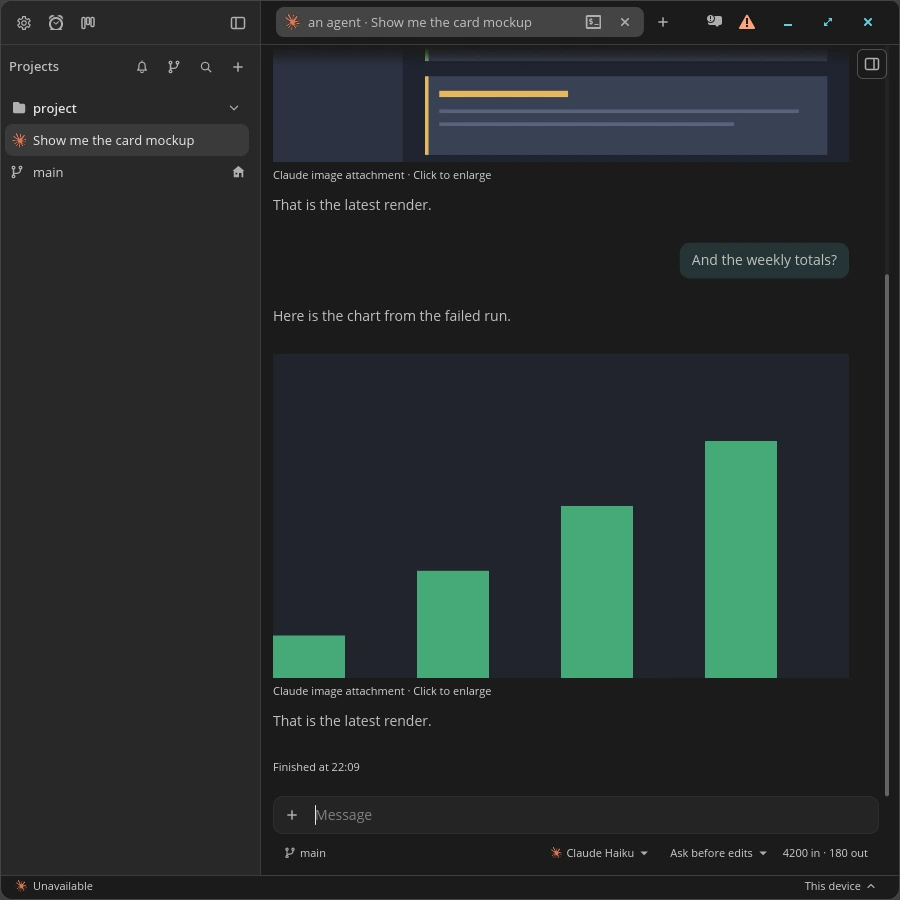 an agent · Show me the card mockup
Projects
project
Show me the card mockup
main
Claude image attachment · Click to enlarge
That is the latest render.
And the weekly totals?
Here is the chart from the failed run.
Claude image attachment · Click to enlarge
That is the latest render.
Finished at 22:09
Message
main
Claude Haiku
Ask before edits
4200 in · 180 out
Unavailable
This device